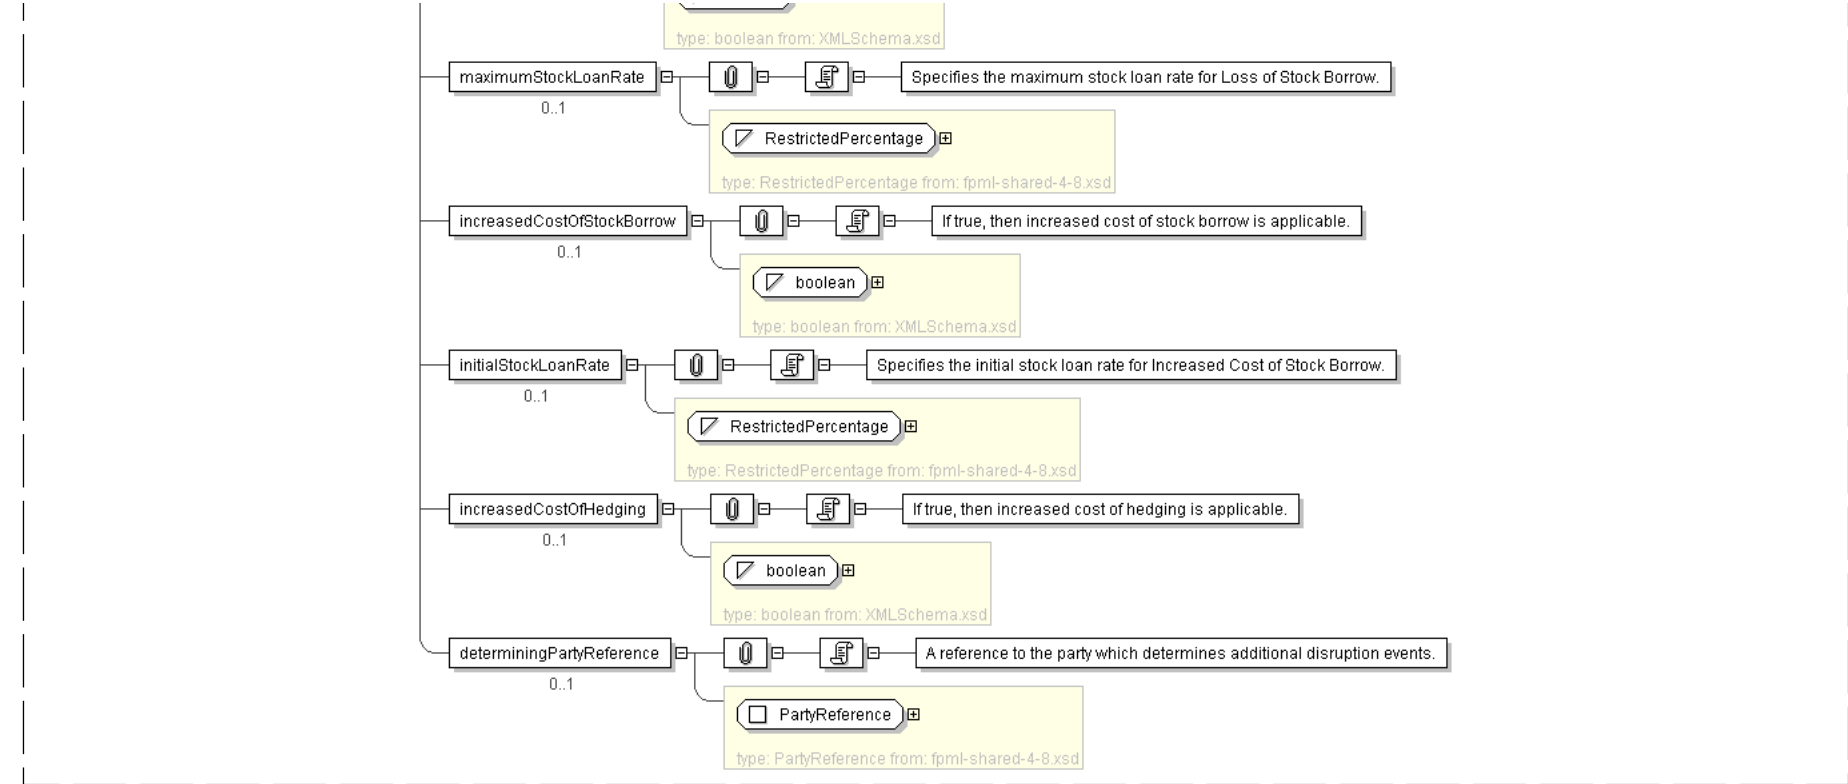 type: boolean from: XMLSchema.xsd
maximumStockLoanRate
Specifies the maximum stock loan rate for Loss of Stock Borrow.
0..1
RestrictedPercentage
type: RestrictedPercentage from: fpml-shared-4-8.xsd
increasedCostOfStockBorrow
If true, then increased cost of stock borrow is applicable.
0..1
boolean
type: boolean from: XMLSchema.xsd
initialStockLoanRate
Specifies the initial stock loan rate for Increased Cost of Stock Borrow.
0..1
RestrictedPercentage
type: RestrictedPercentage from: fpml-shared-4-8.xsd
increasedCostOfHedging
If true, then increased cost of hedging is applicable.
0..1
boolean
type: boolean from: XMLSchema.xsd
determiningPartyReference
A reference to the party which determines additional disruption events.
0..1
PartyReference
type: PartyReference from: fpml-shared-4-8.xsd